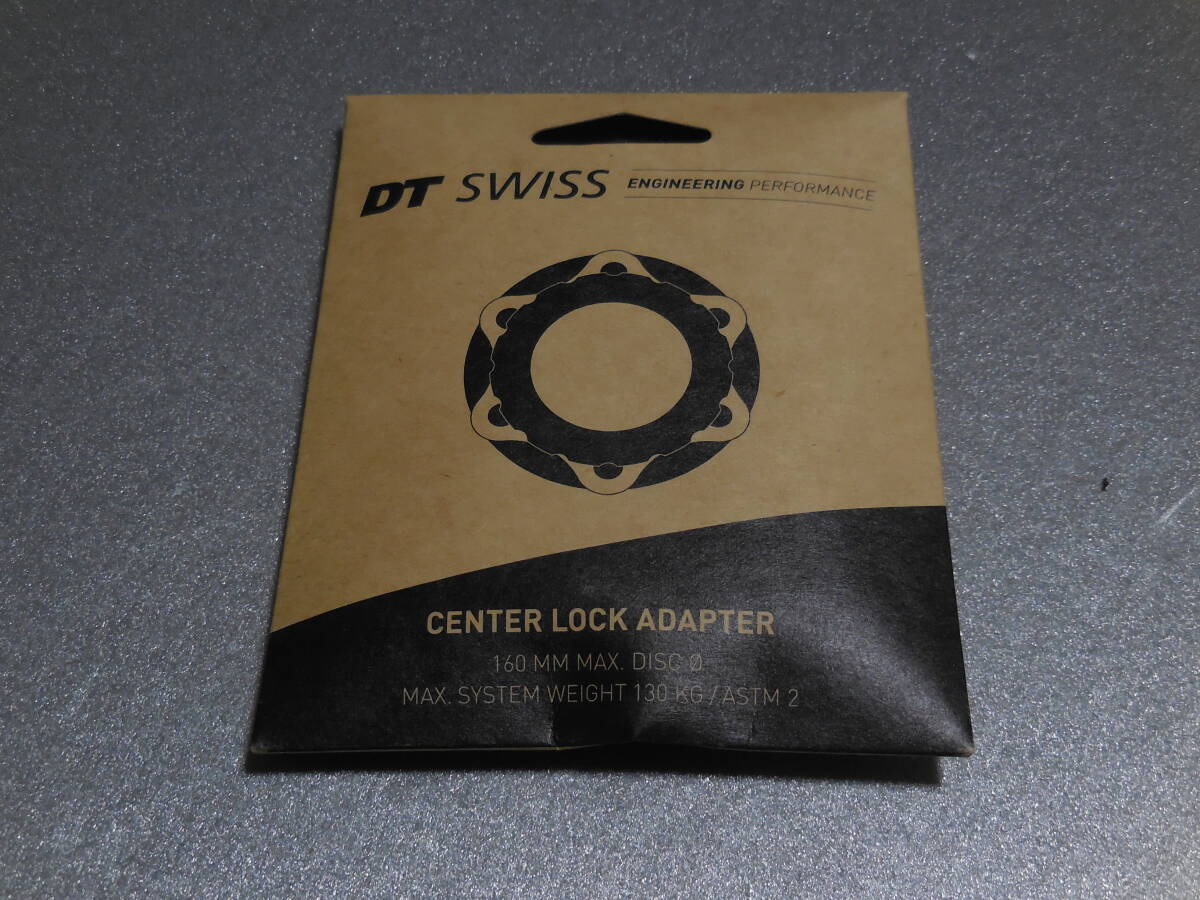 DT SWISS ENGINEERING PERFORMANCE
CENTER LOCK ADAPTER
160 MM MAX. DISC Ø
MAX. SYSTEM WEIGHT 130 KG / ASTM 2